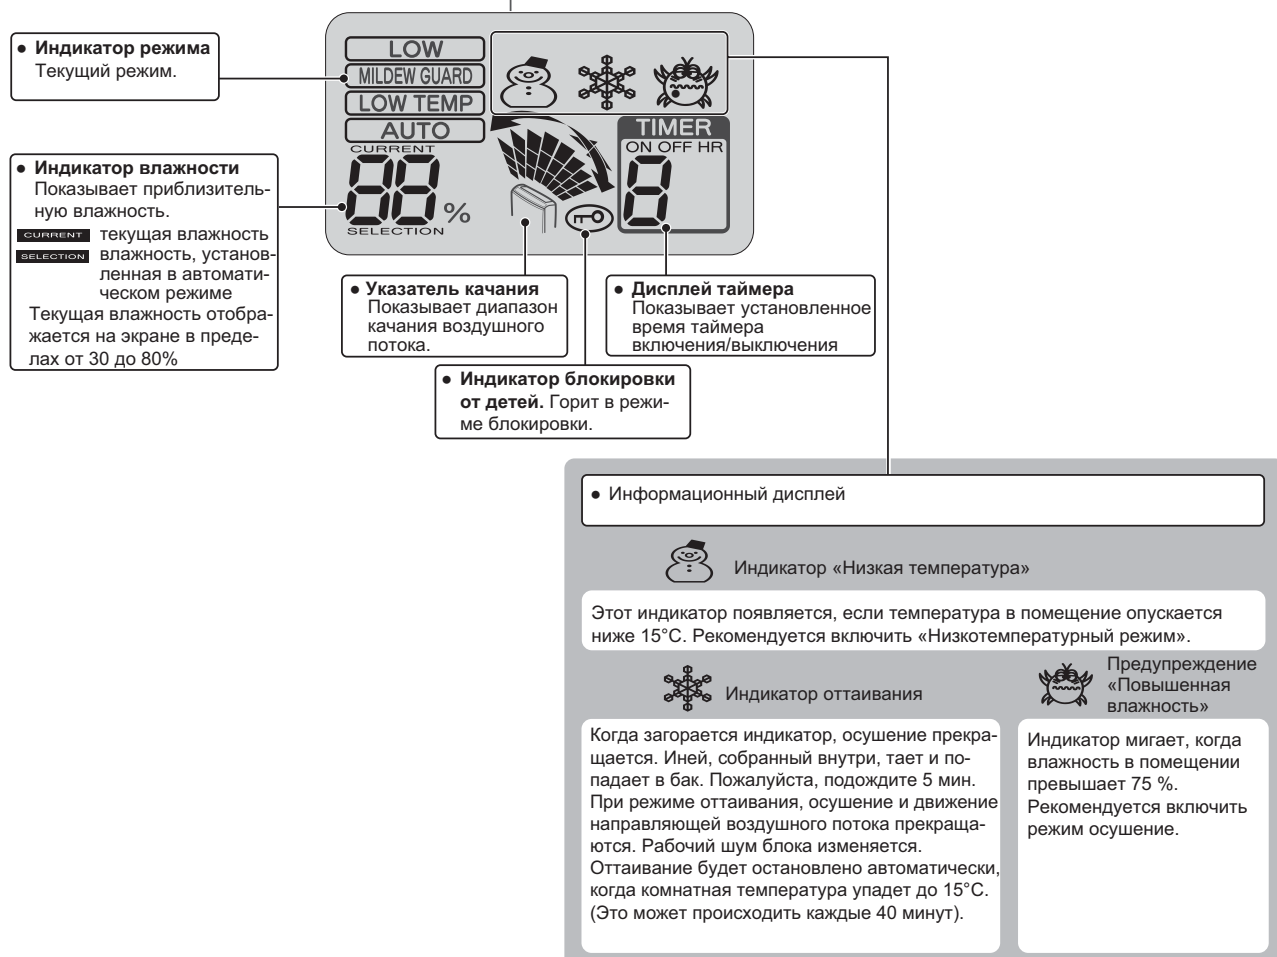 ● Индикатор режима
Текущий режим.
LOW
MILDEW GUARD
LOW TEMP
AUTO
CURRENT
88 %
SELECTION
TIMER
ON OFF HR
8
● Индикатор влажности
Показывает приблизитель-
ную влажность.
CURRENT текущая влажность
SELECTION влажность, установ-
ленная в автомати-
ческом режиме
Текущая влажность отобра-
жается на экране в преде-
лах от 30 до 80%
● Указатель качания
Показывает диапазон
качания воздушного
потока.
● Дисплей таймера
Показывает установленное
время таймера
включения/выключения
● Индикатор блокировки
от детей. Горит в режи-
ме блокировки.
● Информационный дисплей
Индикатор «Низкая температура»
Этот индикатор появляется, если температура в помещение опускается
ниже 15°C. Рекомендуется включить «Низкотемпературный режим».
Индикатор оттаивания
Когда загорается индикатор, осушение прекра-
щается. Иней, собранный внутри, тает и по-
падает в бак. Пожалуйста, подождите 5 мин.
При режиме оттаивания, осушение и движение
направляющей воздушного потока прекраща-
ются. Рабочий шум блока изменяется.
Оттаивание будет остановлено автоматически,
когда комнатная температура упадет до 15°C.
(Это может происходить каждые 40 минут).
Предупреждение
«Повышенная
влажность»
Индикатор мигает, когда
влажность в помещении
превышает 75 %.
Рекомендуется включить
режим осушение.